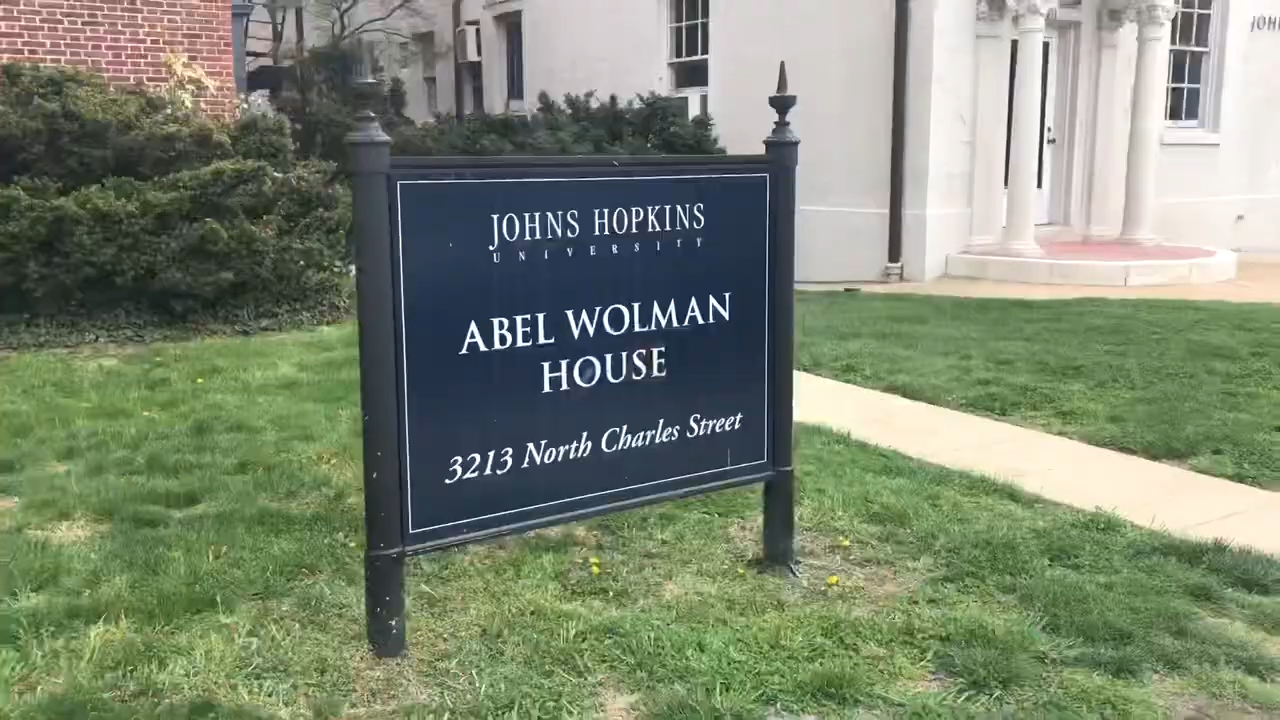 JOHNS HOPKINS
UNIVERSITY
ABEL WOLMAN
HOUSE
3213 North Charles Street